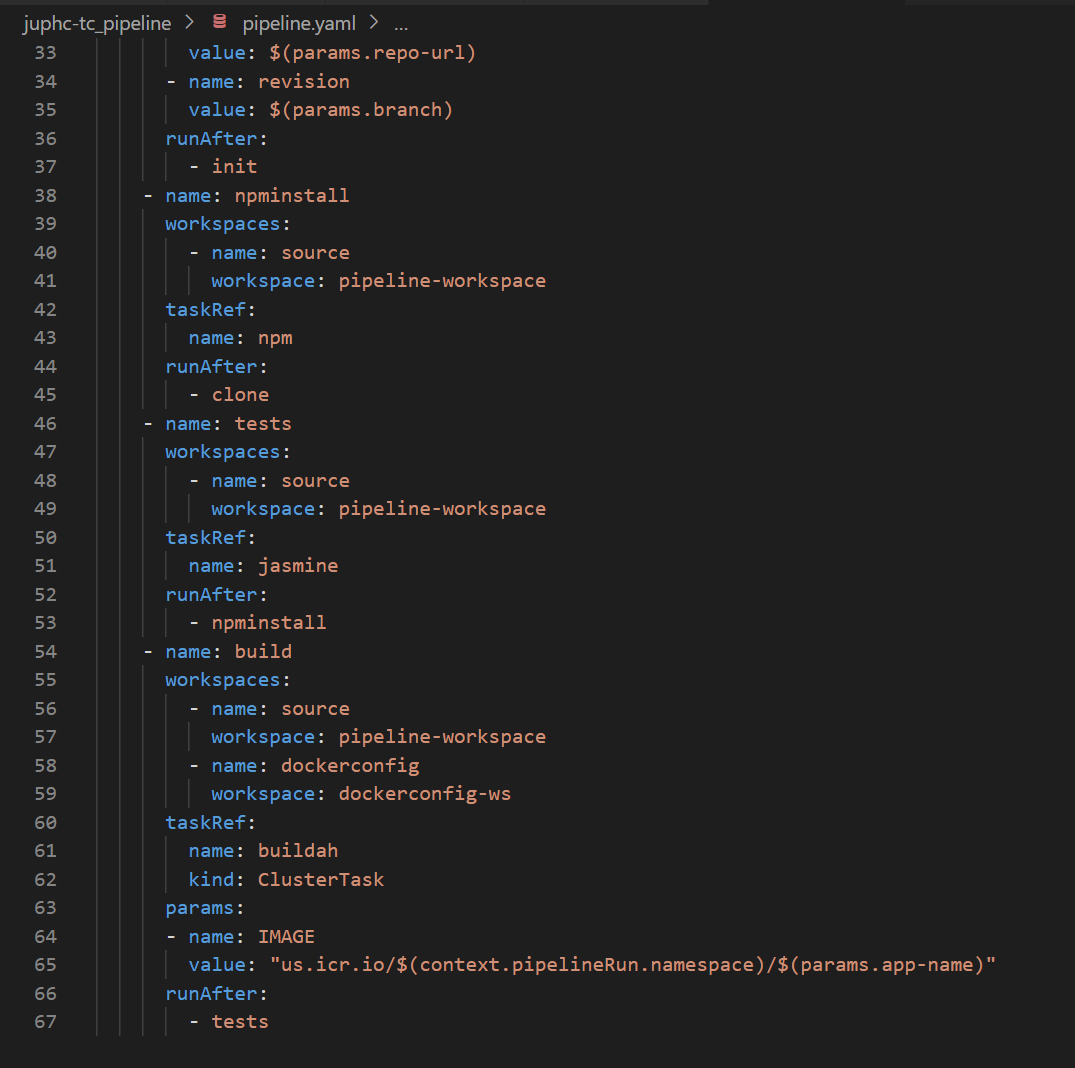 juphc-tc_pipeline > pipeline.yaml > ...
33 value: $(params.repo-url)
34 - name: revision
35 value: $(params.branch)
36 runAfter:
37 - init
38 - name: npminstall
39 workspaces:
40 - name: source
41 workspace: pipeline-workspace
42 taskRef:
43 name: npm
44 runAfter:
45 - clone
46 - name: tests
47 workspaces:
48 - name: source
49 workspace: pipeline-workspace
50 taskRef:
51 name: jasmine
52 runAfter:
53 - npminstall
54 - name: build
55 workspaces:
56 - name: source
57 workspace: pipeline-workspace
58 - name: dockerconfig
59 workspace: dockerconfig-ws
60 taskRef:
61 name: buildah
62 kind: ClusterTask
63 params:
64 - name: IMAGE
65 value: "us.icr.io/$(context.pipelineRun.namespace)/$(params.app-name)"
66 runAfter:
67 - tests